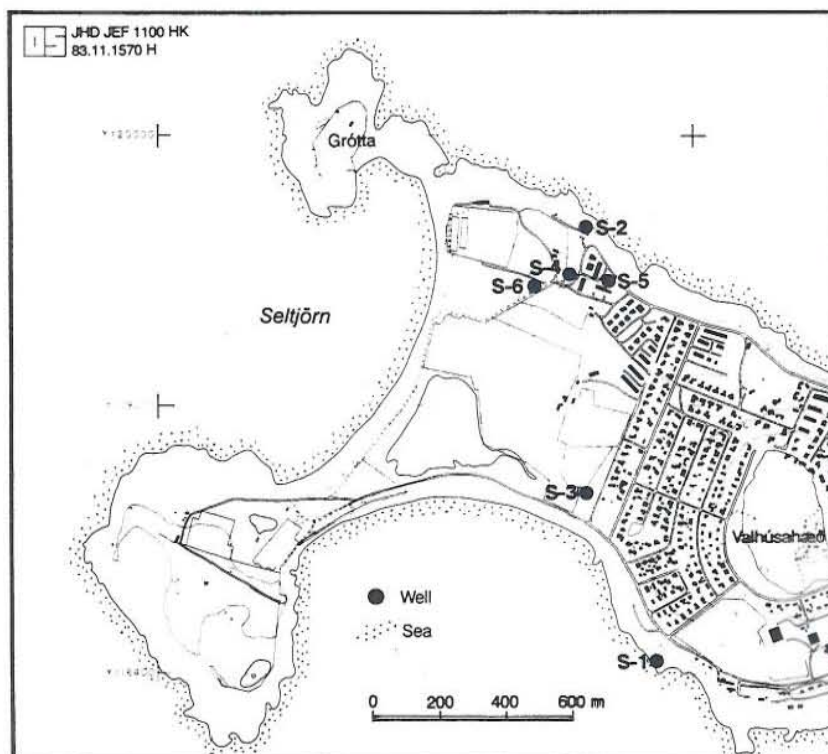 JHD JEF 1100 HK
83.11.1570 H
Grótta
S-2
S-4
S-5
S-6
Seltjörn
S-3
Valhúsahæð
Well
Sea
S-1
0 200 400 600 m